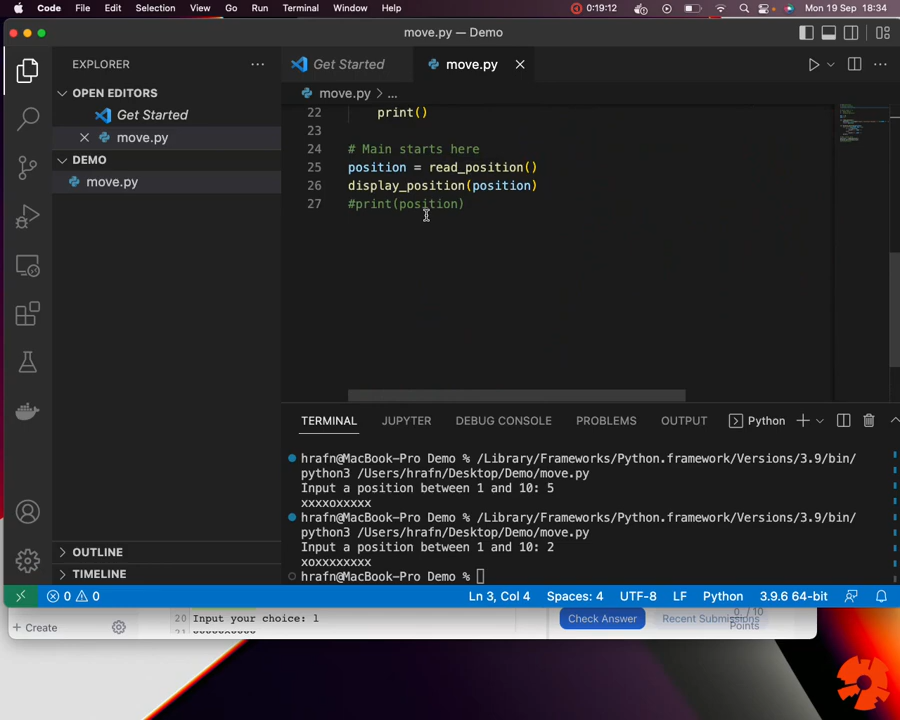 Code File Edit Selection View Go Run Terminal Window Help 0:19:12 Mon 19 Sep 18:34
move.py — Demo
EXPLORER
Get Started
move.py
OPEN EDITORS
move.py > ...
Get Started
22 print()
move.py
23
24 # Main starts here
DEMO
25 position = read_position()
move.py
26 display_position(position)
27 #print(position)
TERMINAL JUPYTER DEBUG CONSOLE PROBLEMS OUTPUT Python
hrafn@MacBook-Pro Demo % /Library/Frameworks/Python.framework/Versions/3.9/bin/
python3 /Users/hrafn/Desktop/Demo/move.py
Input a position between 1 and 10: 5
xxxxoxxxxx
hrafn@MacBook-Pro Demo % /Library/Frameworks/Python.framework/Versions/3.9/bin/
python3 /Users/hrafn/Desktop/Demo/move.py
Input a position between 1 and 10: 2
xoxxxxxxxx
hrafn@MacBook-Pro Demo %
OUTLINE
TIMELINE
0 0 Ln 3, Col 4 Spaces: 4 UTF-8 LF Python 3.9.6 64-bit
Create
20 Input your choice: l
Check Answer
Recent Submissions
/ 10
Points